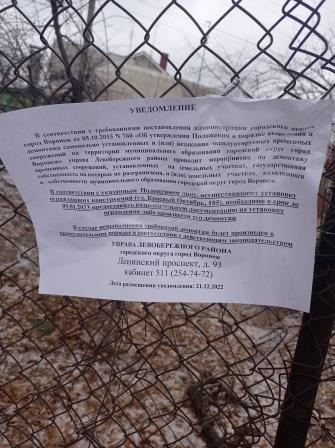 УВЕДОМЛЕНИЕ
В соответствии с требованиями постановления администрации городского округа
город Воронеж от 05.10.2015 N 760 «Об утверждении Положения о порядке выявления и
демонтажа самовольно установленных и (или) незаконно эксплуатируемых временных
сооружений на территории муниципального образования городской округ город
Воронеж» управа Левобережного района проводит мероприятия по демонтажу
временных сооружений, установленных на земельных участках, государственная
собственность на которые не разграничена, и (или) земельных участках, находящихся
в собственности муниципального образования городской округ город Воронеж.
В соответствии с указанным Положением лицу, осуществившему установку
ограждающих конструкций (ул. Красный Октябрь, 105), необходимо в срок до
09.01.2023 предоставить разрешительную документацию на установку
ограждения либо произвести его демонтаж.
В случае невыполнения требований демонтаж будет произведен в
принудительном порядке в соответствии с действующим законодательством
УПРАВА ЛЕВОБЕРЕЖНОГО РАЙОНА
городского округа город Воронеж
Ленинский проспект, д. 93
кабинет 511 (254-74-72)
Дата размещения уведомления: 21.12.2022